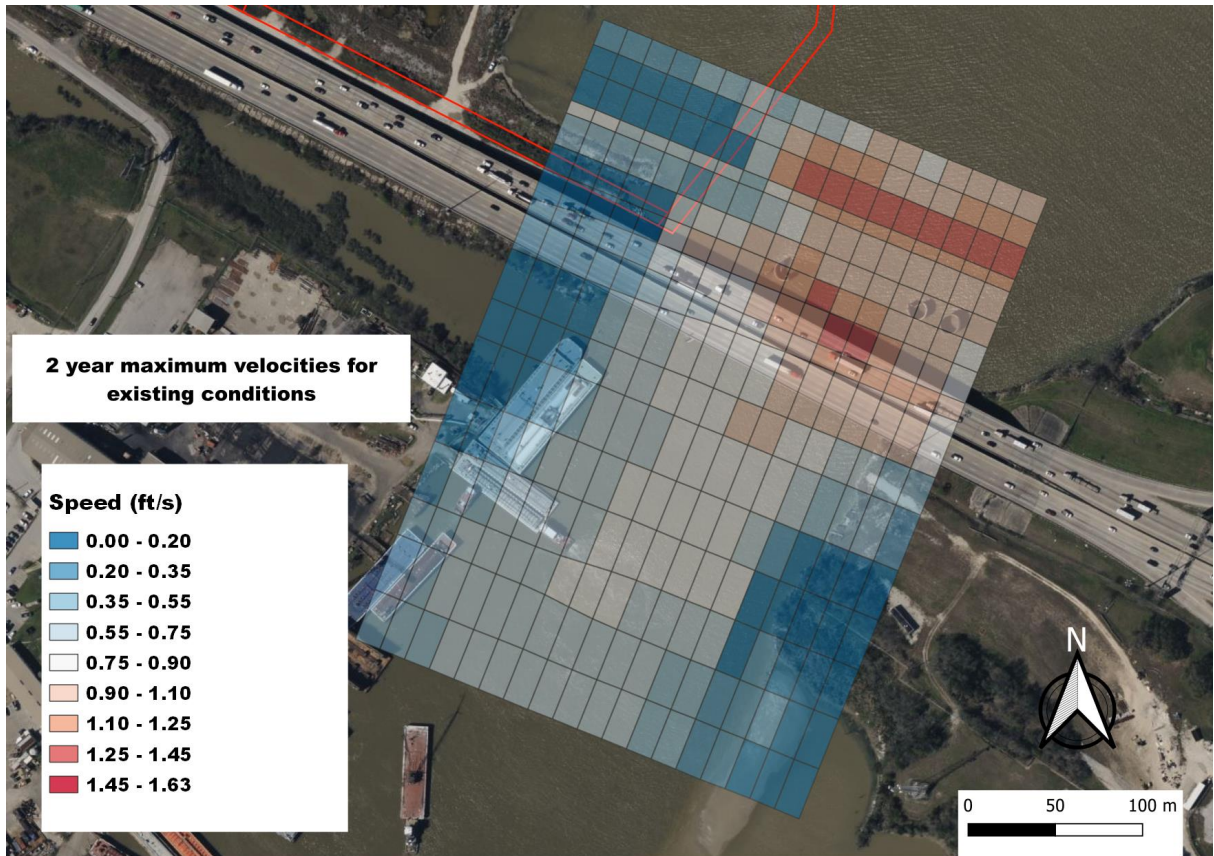 2 year maximum velocities for
existing conditions
Speed (ft/s)
0.00 - 0.20
0.20 - 0.35
0.35 - 0.55
0.55 - 0.75
0.75 - 0.90
0.90 - 1.10
1.10 - 1.25
1.25 - 1.45
1.45 - 1.63
N
0 50 100 m